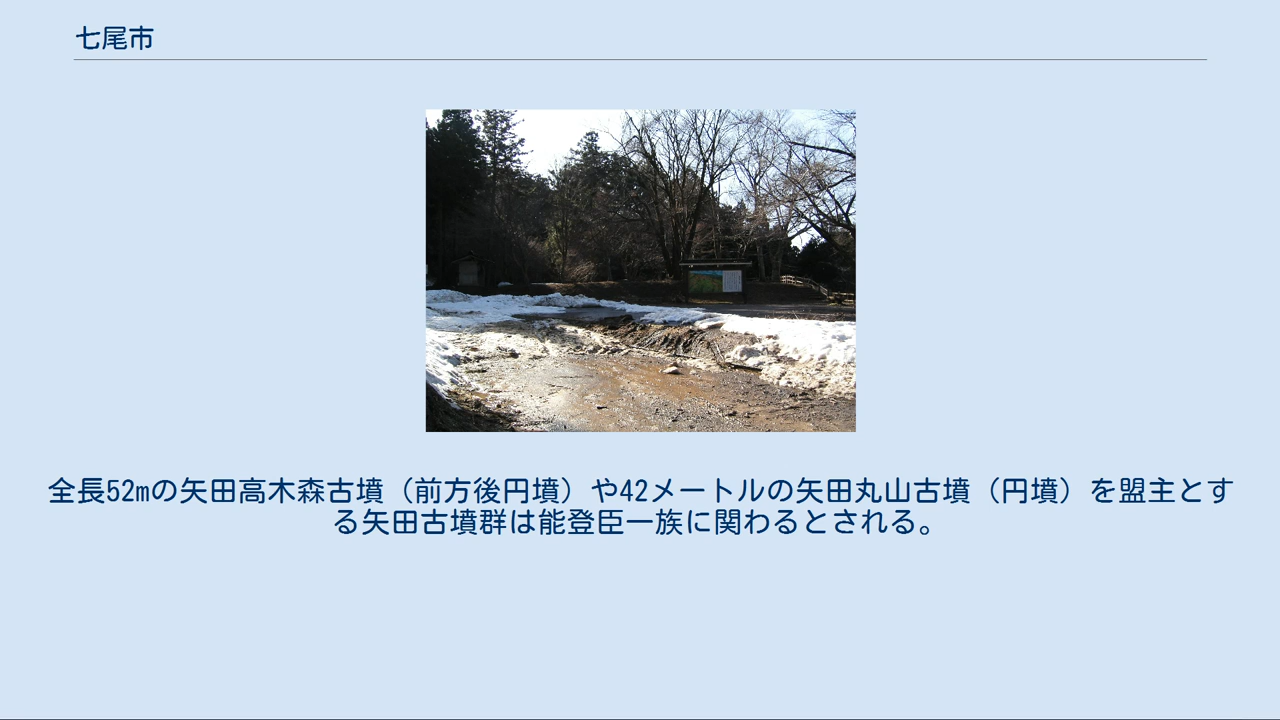 七尾市
全長52mの矢田高木森古墳（前方後円墳）や42メートルの矢田丸山古墳（円墳）を盟主とす
る矢田古墳群は能登臣一族に関わるとされる。